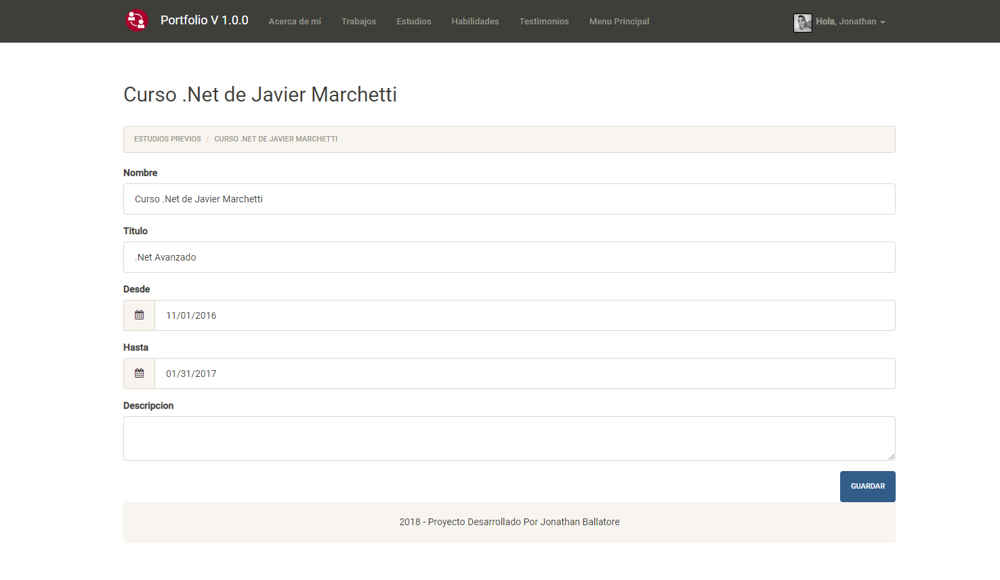 Portfolio V 1.0.0 Acerca de mí Trabajos Estudios Habilidades Testimonios Menu Principal Hola, Jonathan
Curso .Net de Javier Marchetti
ESTUDIOS PREVIOS / CURSO .NET DE JAVIER MARCHETTI
Nombre
Curso .Net de Javier Marchetti
Titulo
.Net Avanzado
Desde
11/01/2016
Hasta
01/31/2017
Descripcion
GUARDAR
2018 - Proyecto Desarrollado Por Jonathan Ballatore